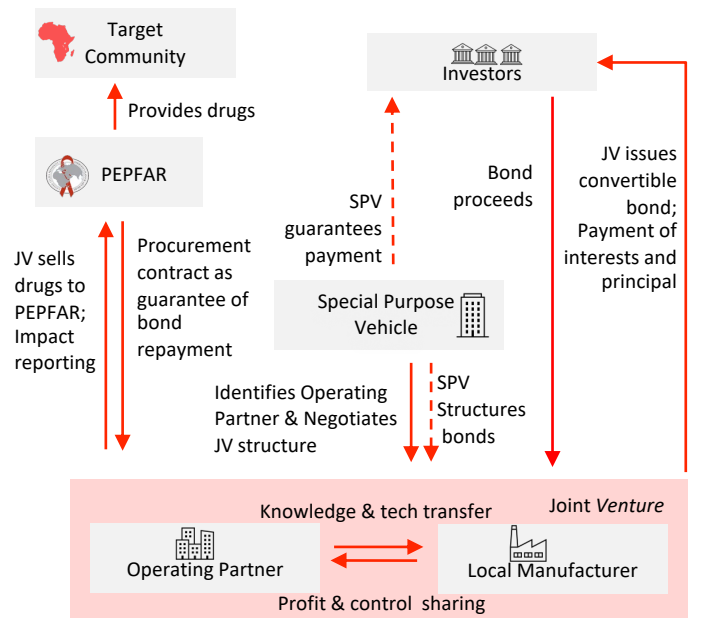 Target
Community
Investors
Provides drugs
PEPFAR
JV sells
drugs to
PEPFAR;
Impact
reporting
Procurement
contract as
guarantee of
bond
repayment
SPV
guarantees
payment
Bond
proceeds
JV issues
convertible
bond;
Payment of
interests and
principal
Special Purpose
Vehicle
Identifies Operating
Partner & Negotiates
JV structure
SPV
Structures
bonds
Joint Venture
Knowledge & tech transfer
Operating Partner
Local Manufacturer
Profit & control sharing